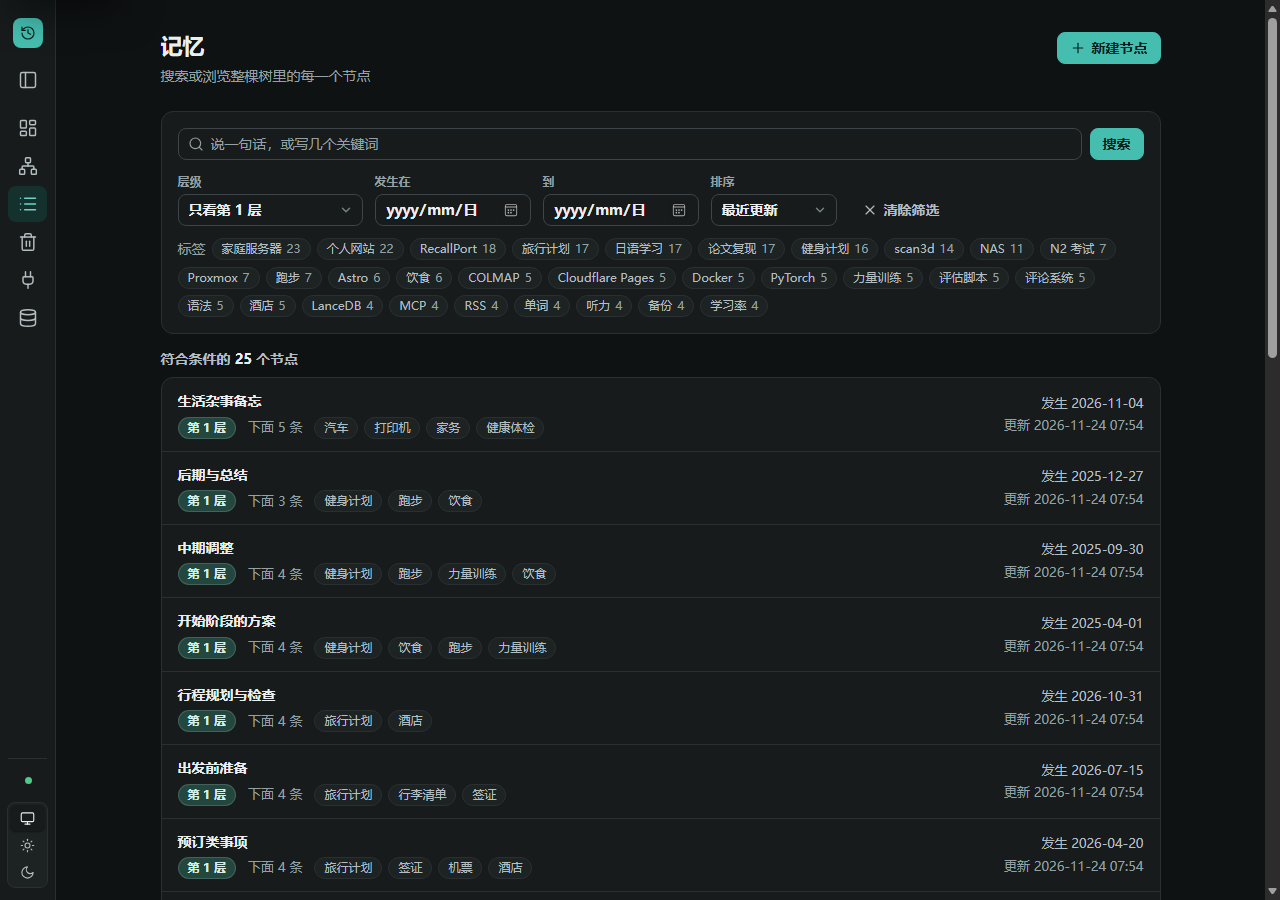 记忆
新建节点
搜索或浏览整棵树里的每一个节点
说一句话，或写几个关键词
搜索
层级 发生在 到 排序
只看第 1 层 yyyy/mm/日 yyyy/mm/日 最近更新 清除筛选
标签 家庭服务器 23 个人网站 22 RecallPort 18 旅行计划 17 日语学习 17 论文复现 17 健身计划 16 scan3d 14 NAS 11 N2 考试 7
Proxmox 7 跑步 7 Astro 6 饮食 6 COLMAP 5 Cloudflare Pages 5 Docker 5 PyTorch 5 力量训练 5 评估脚本 5 评论系统 5
语法 5 酒店 5 LanceDB 4 MCP 4 RSS 4 单词 4 听力 4 备份 4 学习率 4
符合条件的 25 个节点
生活杂事备忘 发生 2026-11-04
第 1 层 下面 5 条 汽车 打印机 家务 健康体检 更新 2026-11-24 07:54
后期与总结 发生 2025-12-27
第 1 层 下面 3 条 健身计划 跑步 饮食 更新 2026-11-24 07:54
中期调整 发生 2025-09-30
第 1 层 下面 4 条 健身计划 跑步 力量训练 饮食 更新 2026-11-24 07:54
开始阶段的方案 发生 2025-04-01
第 1 层 下面 4 条 健身计划 饮食 跑步 力量训练 更新 2026-11-24 07:54
行程规划与检查 发生 2026-10-31
第 1 层 下面 4 条 旅行计划 酒店 更新 2026-11-24 07:54
出发前准备 发生 2026-07-15
第 1 层 下面 4 条 旅行计划 行李清单 签证 更新 2026-11-24 07:54
预订类事项 发生 2026-04-20
第 1 层 下面 4 条 旅行计划 签证 机票 酒店 更新 2026-11-24 07:54